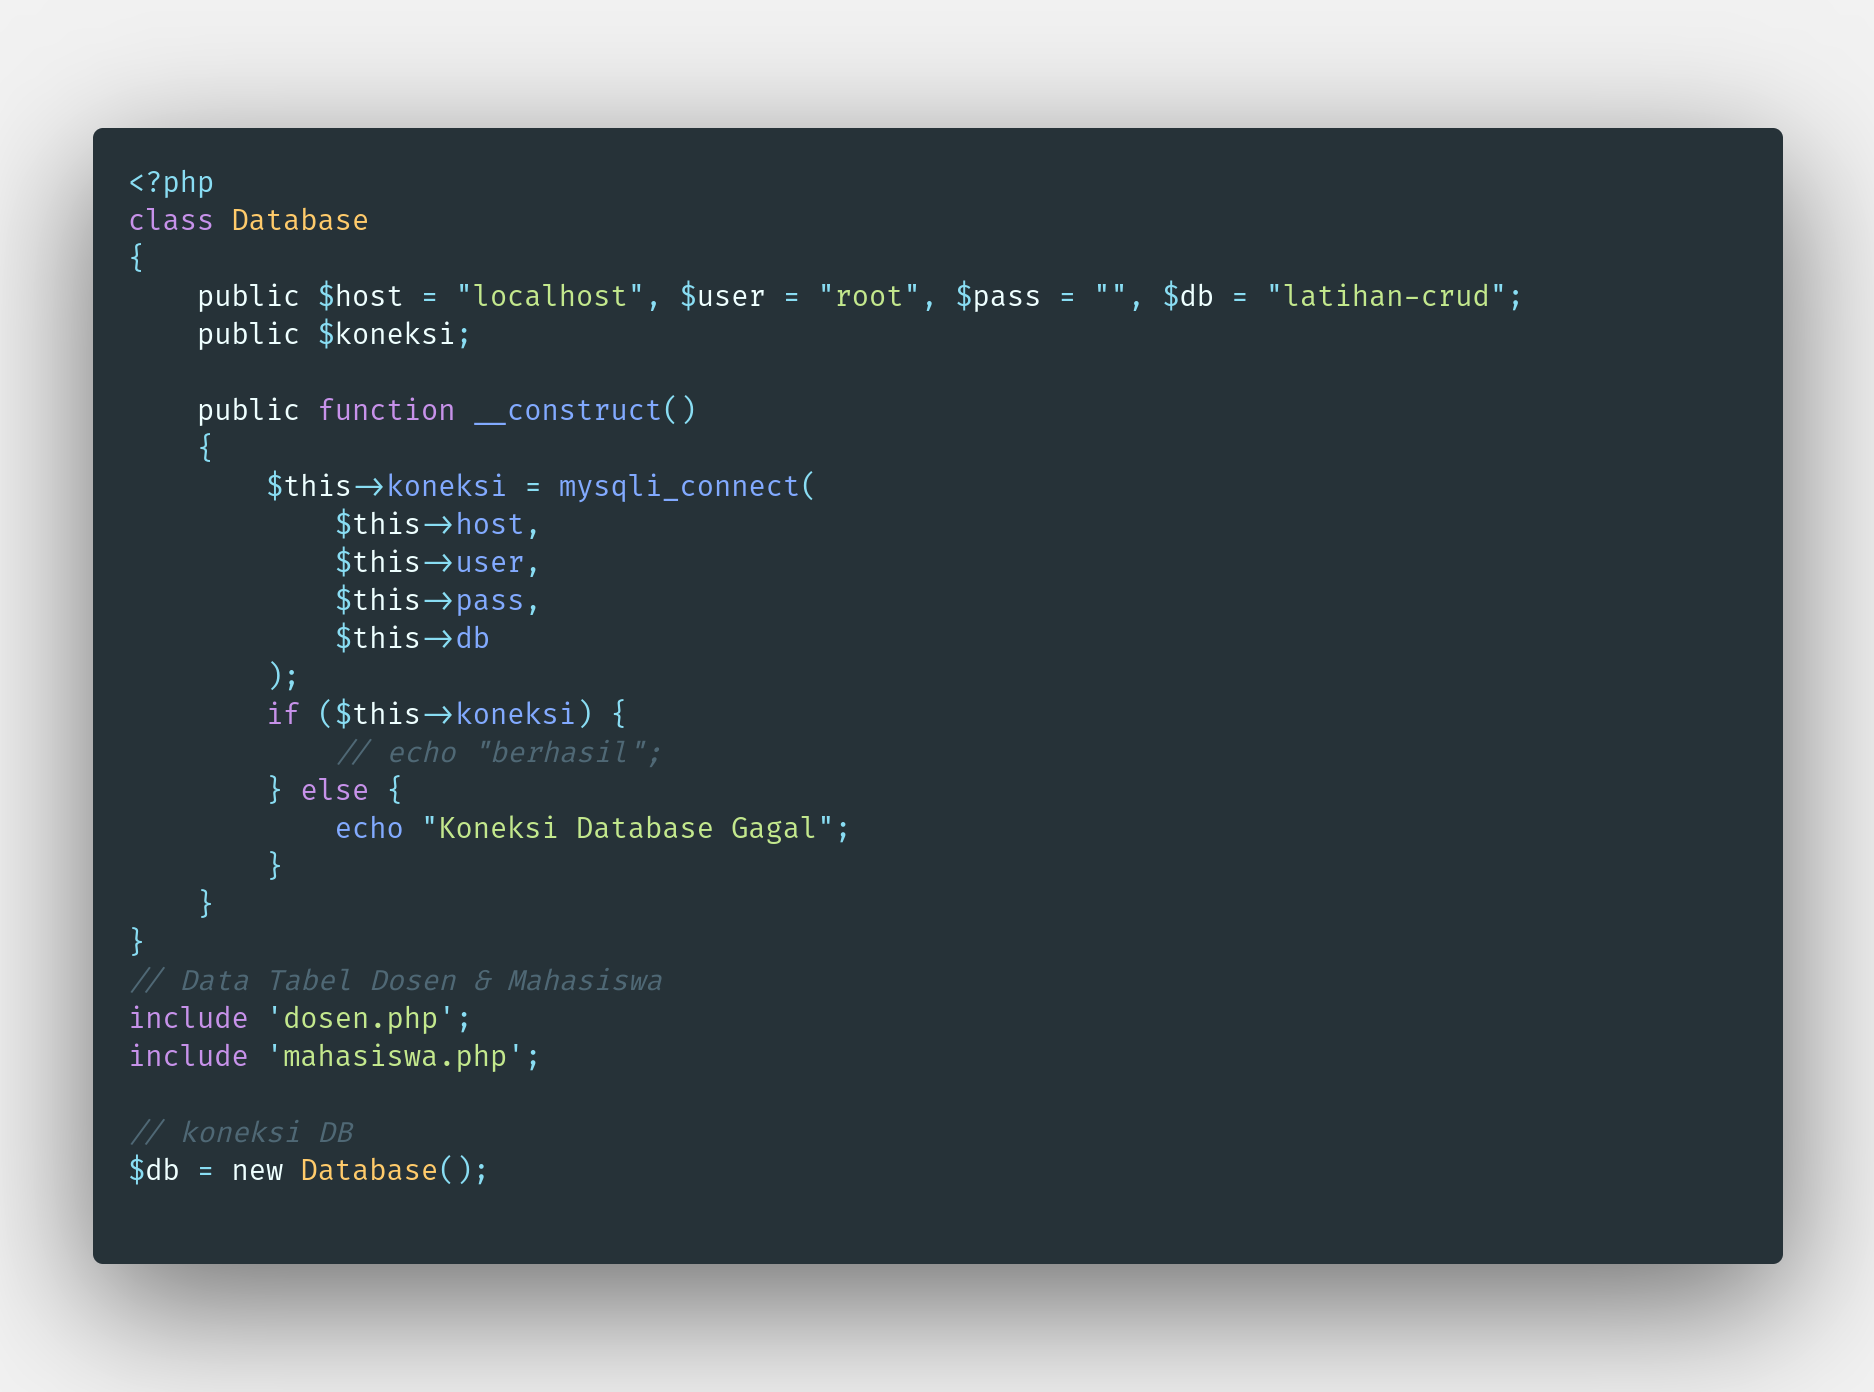 <?php
class Database
{
    public $host = "localhost", $user = "root", $pass = "", $db = "latihan-crud";
    public $koneksi;

    public function __construct()
    {
        $this->koneksi = mysqli_connect(
            $this->host,
            $this->user,
            $this->pass,
            $this->db
        );
        if ($this->koneksi) {
            // echo "berhasil";
        } else {
            echo "Koneksi Database Gagal";
        }
    }
}
// Data Tabel Dosen & Mahasiswa
include 'dosen.php';
include 'mahasiswa.php';

// koneksi DB
$db = new Database();